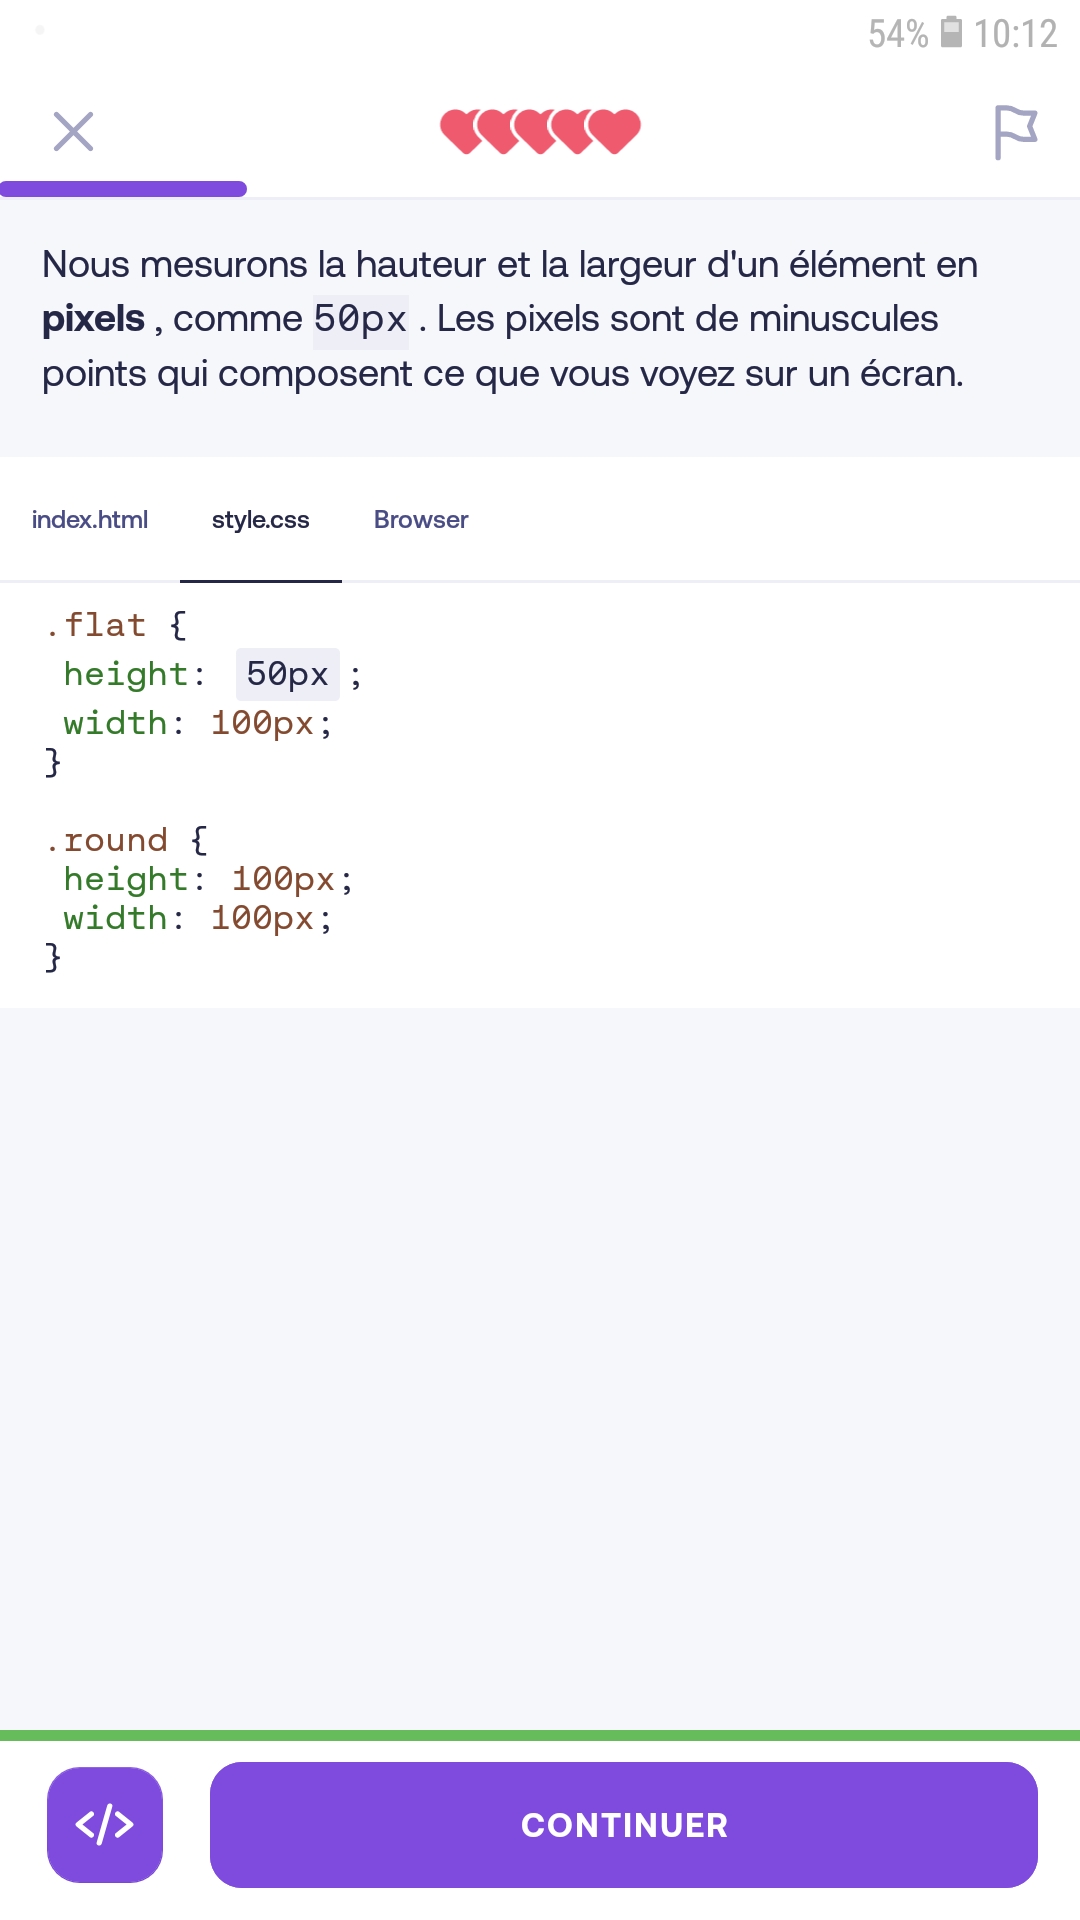 54% 10:12
Nous mesurons la hauteur et la largeur d'un élément en
pixels , comme 50px . Les pixels sont de minuscules
points qui composent ce que vous voyez sur un écran.
index.html style.css Browser
.flat {
height: 50px ;
width: 100px;
}
.round {
height: 100px;
width: 100px;
}
</> CONTINUER